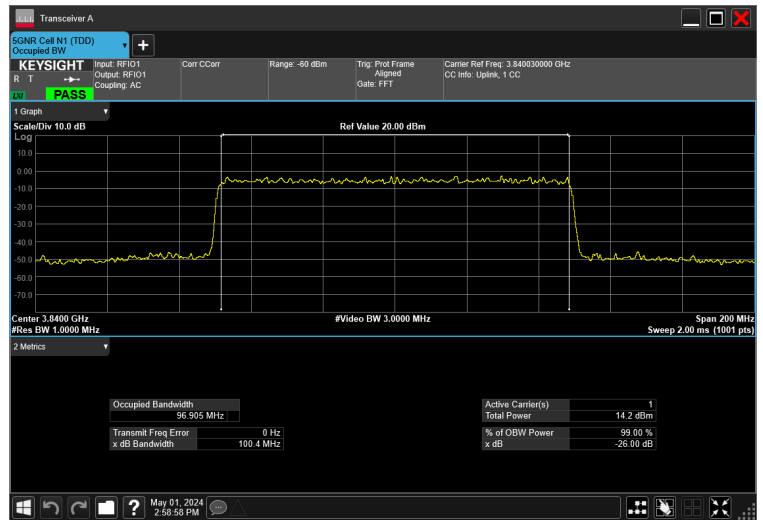 Transceiver A
5GNR Cell N1 (TDD)
Occupied BW
KEYSIGHT
R T
LXI
PASS
Input: RFIO1
Output: RFIO1
Coupling: AC
Corr CCorr
Range: -60 dBm
Trig: Prot Frame
Aligned
Gate: FFT
Carrier Ref Freq: 3.840030000 GHz
CC Info: Uplink, 1 CC
1 Graph
Scale/Div 10.0 dB
Ref Value 20.00 dBm
Log
10.0
0.00
-10.0
-20.0
-30.0
-40.0
-50.0
-60.0
-70.0
Center 3.8400 GHz
#Video BW 3.0000 MHz
Span 200 MHz
#Res BW 1.0000 MHz
Sweep 2.00 ms (1001 pts)
2 Metrics
Occupied Bandwidth
96.905 MHz
Transmit Freq Error 0 Hz
x dB Bandwidth 100.4 MHz
Active Carrier(s) 1
Total Power 14.2 dBm
% of OBW Power 99.00 %
x dB -26.00 dB
?
May 01, 2024
2:58:58 PM